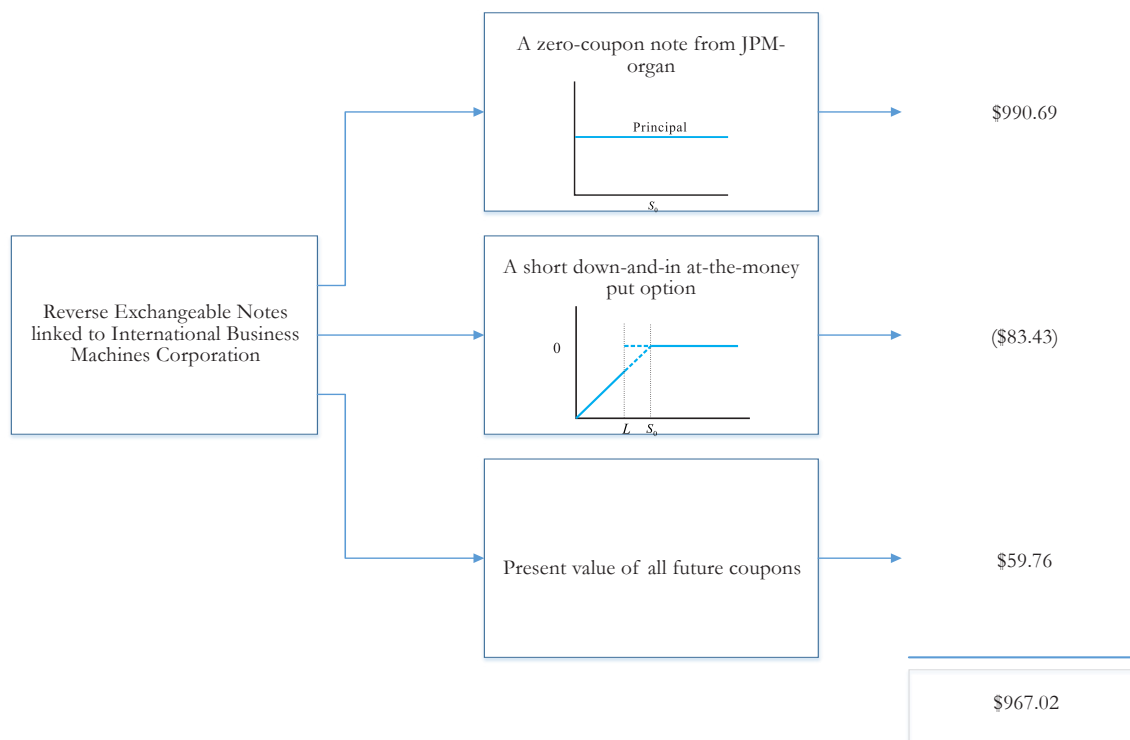 Reverse Exchangeable Notes
linked to International Business
Machines Corporation
A zero-coupon note from JPM-
organ
Principal
S₀
$990.69
A short down-and-in at-the-money
put option
0
L S₀
($83.43)
Present value of all future coupons
$59.76
$967.02